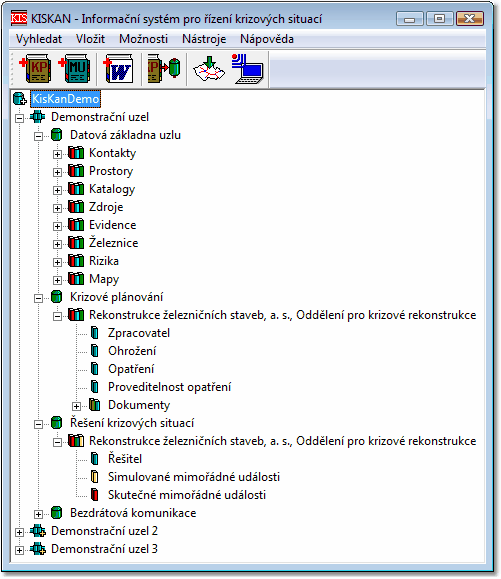 KIS KISKAN - Informační systém pro řízení krizových situací
Vyhledat Vložit Možnosti Nástroje Nápověda
KP MU W P
KisKanDemo
Demonstrační uzel
Datová základna uzlu
Kontakty
Prostory
Katalogy
Zdroje
Evidence
Železnice
Rizika
Mapy
Krizové plánování
Rekonstrukce železničních staveb, a. s., Oddělení pro krizové rekonstrukce
Zpracovatel
Ohrožení
Opatření
Proveditelnost opatření
Dokumenty
Řešení krizových situací
Rekonstrukce železničních staveb, a. s., Oddělení pro krizové rekonstrukce
Řešitel
Simulované mimořádné události
Skutečné mimořádné události
Bezdrátová komunikace
Demonstrační uzel 2
Demonstrační uzel 3